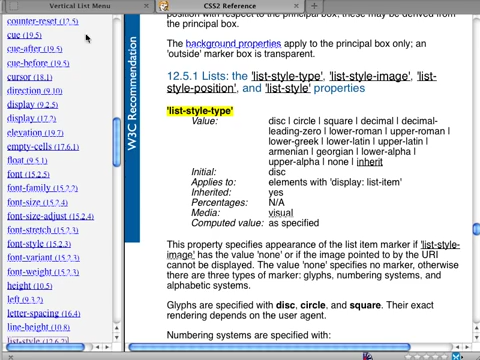 Vertical List Menu
CSS2 Reference
counter-reset (12.5)
cue (19.5)
cue-after (19.5)
cue-before (19.5)
cursor (18.1)
direction (9.10)
display (9.2.5)
display (17.2)
elevation (19.7)
empty-cells (17.6.1)
float (9.5.1)
font (15.2.5)
font-family (15.2.2)
font-size (15.2.4)
font-size-adjust (15.2.4)
font-stretch (15.2.3)
font-style (15.2.3)
font-variant (15.2.3)
font-weight (15.2.3)
height (10.5)
left (9.3.2)
letter-spacing (16.4)
line-height (10.8)
list-style (12.6.2)
W3C Recommendation
position with respect to the principal box, these may be derived from
the principal box.
The background properties apply to the principal box only; an
'outside' marker box is transparent.
12.5.1 Lists: the 'list-style-type', 'list-style-image', 'list-
style-position', and 'list-style' properties
'list-style-type'
Value: disc | circle | square | decimal | decimal-
leading-zero | lower-roman | upper-roman |
lower-greek | lower-latin | upper-latin |
armenian | georgian | lower-alpha |
upper-alpha | none | inherit
Initial: disc
Applies to: elements with 'display: list-item'
Inherited: yes
Percentages: N/A
Media: visual
Computed value: as specified
This property specifies appearance of the list item marker if 'list-style-
image' has the value 'none' or if the image pointed to by the URI
cannot be displayed. The value 'none' specifies no marker, otherwise
there are three types of marker: glyphs, numbering systems, and
alphabetic systems.
Glyphs are specified with disc, circle, and square. Their exact
rendering depends on the user agent.
Numbering systems are specified with: